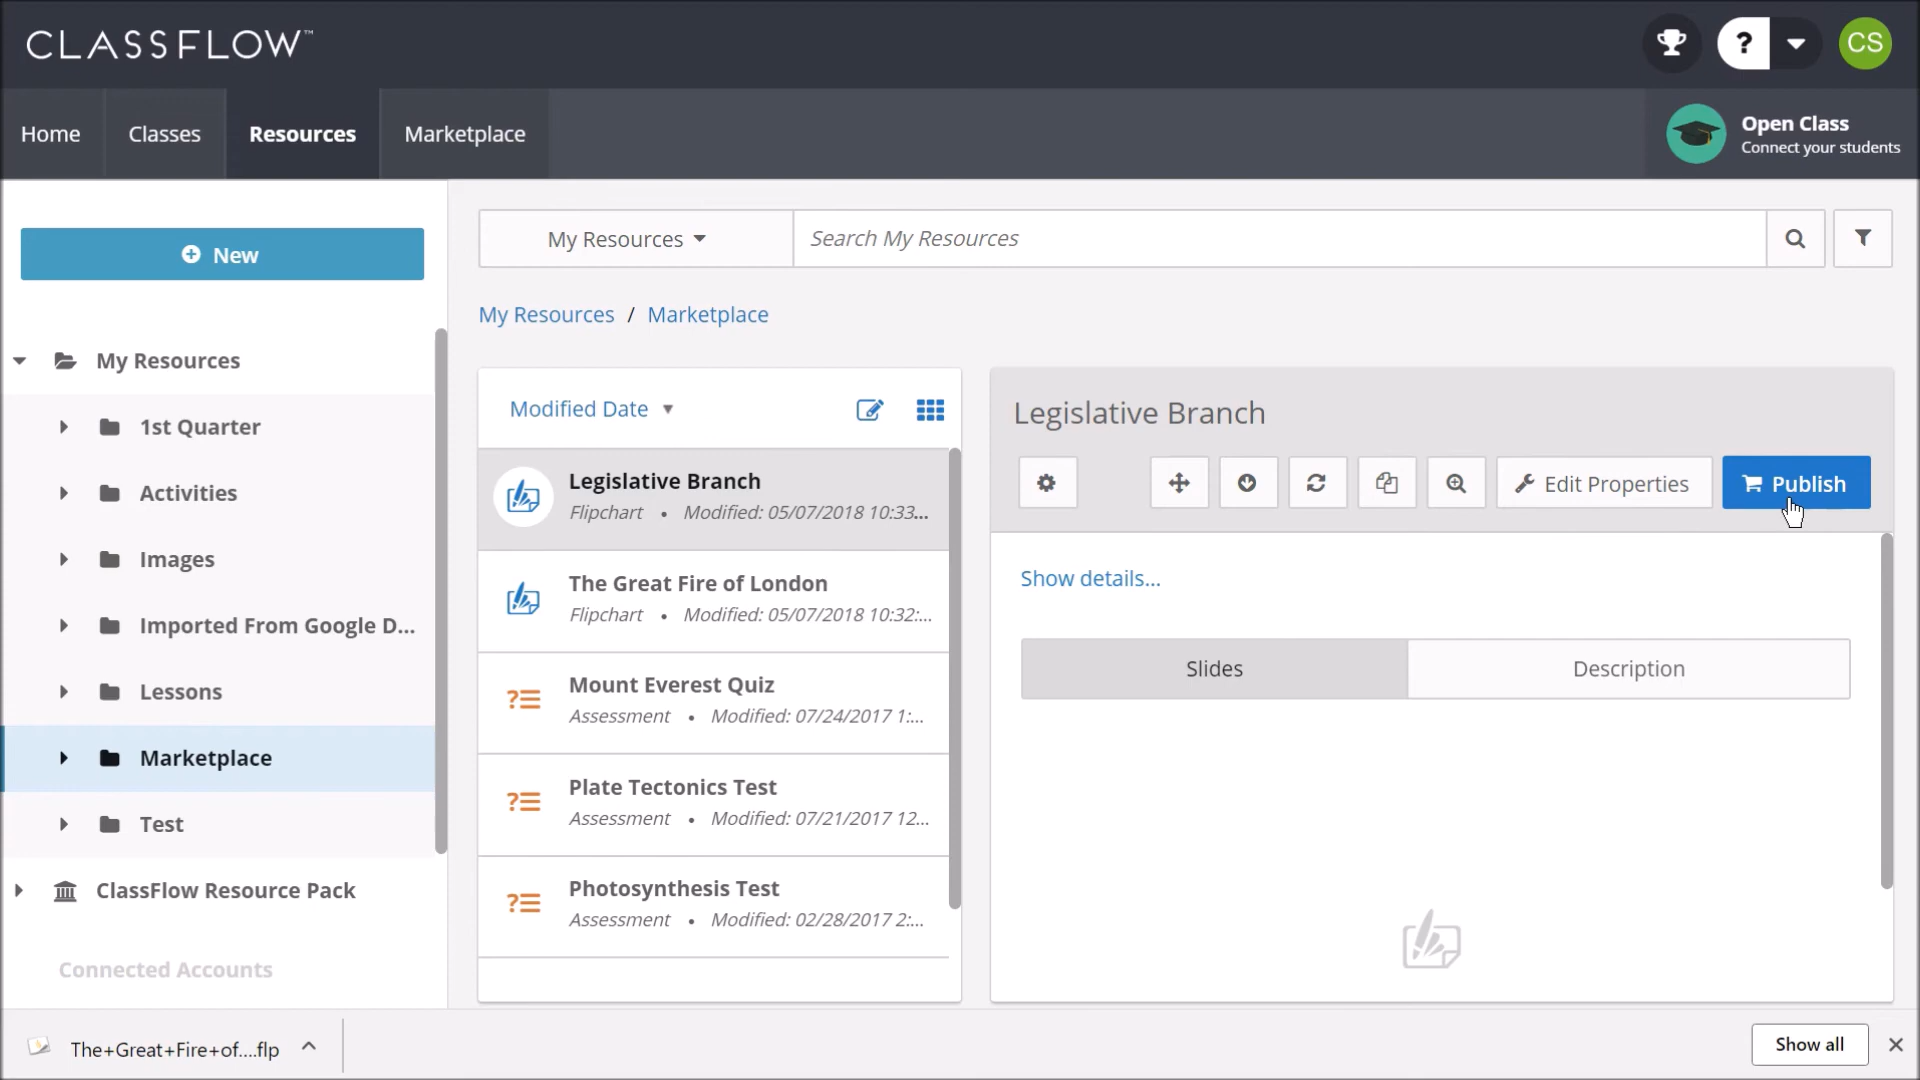 CLASSFLOW™
?
CS
Home
Classes
Resources
Marketplace
Open Class
Connect your students
New
My Resources
Search My Resources
My Resources / Marketplace
My Resources
1st Quarter
Activities
Images
Imported From Google D...
Lessons
Marketplace
Test
ClassFlow Resource Pack
Connected Accounts
Modified Date
Legislative Branch
Flipchart • Modified: 05/07/2018 10:33...
The Great Fire of London
Flipchart • Modified: 05/07/2018 10:32:...
Mount Everest Quiz
Assessment • Modified: 07/24/2017 1:...
Plate Tectonics Test
Assessment • Modified: 07/21/2017 12...
Photosynthesis Test
Assessment • Modified: 02/28/2017 2:...
Legislative Branch
Edit Properties
Publish
Show details...
Slides
Description
The+Great+Fire+of....flp
Show all